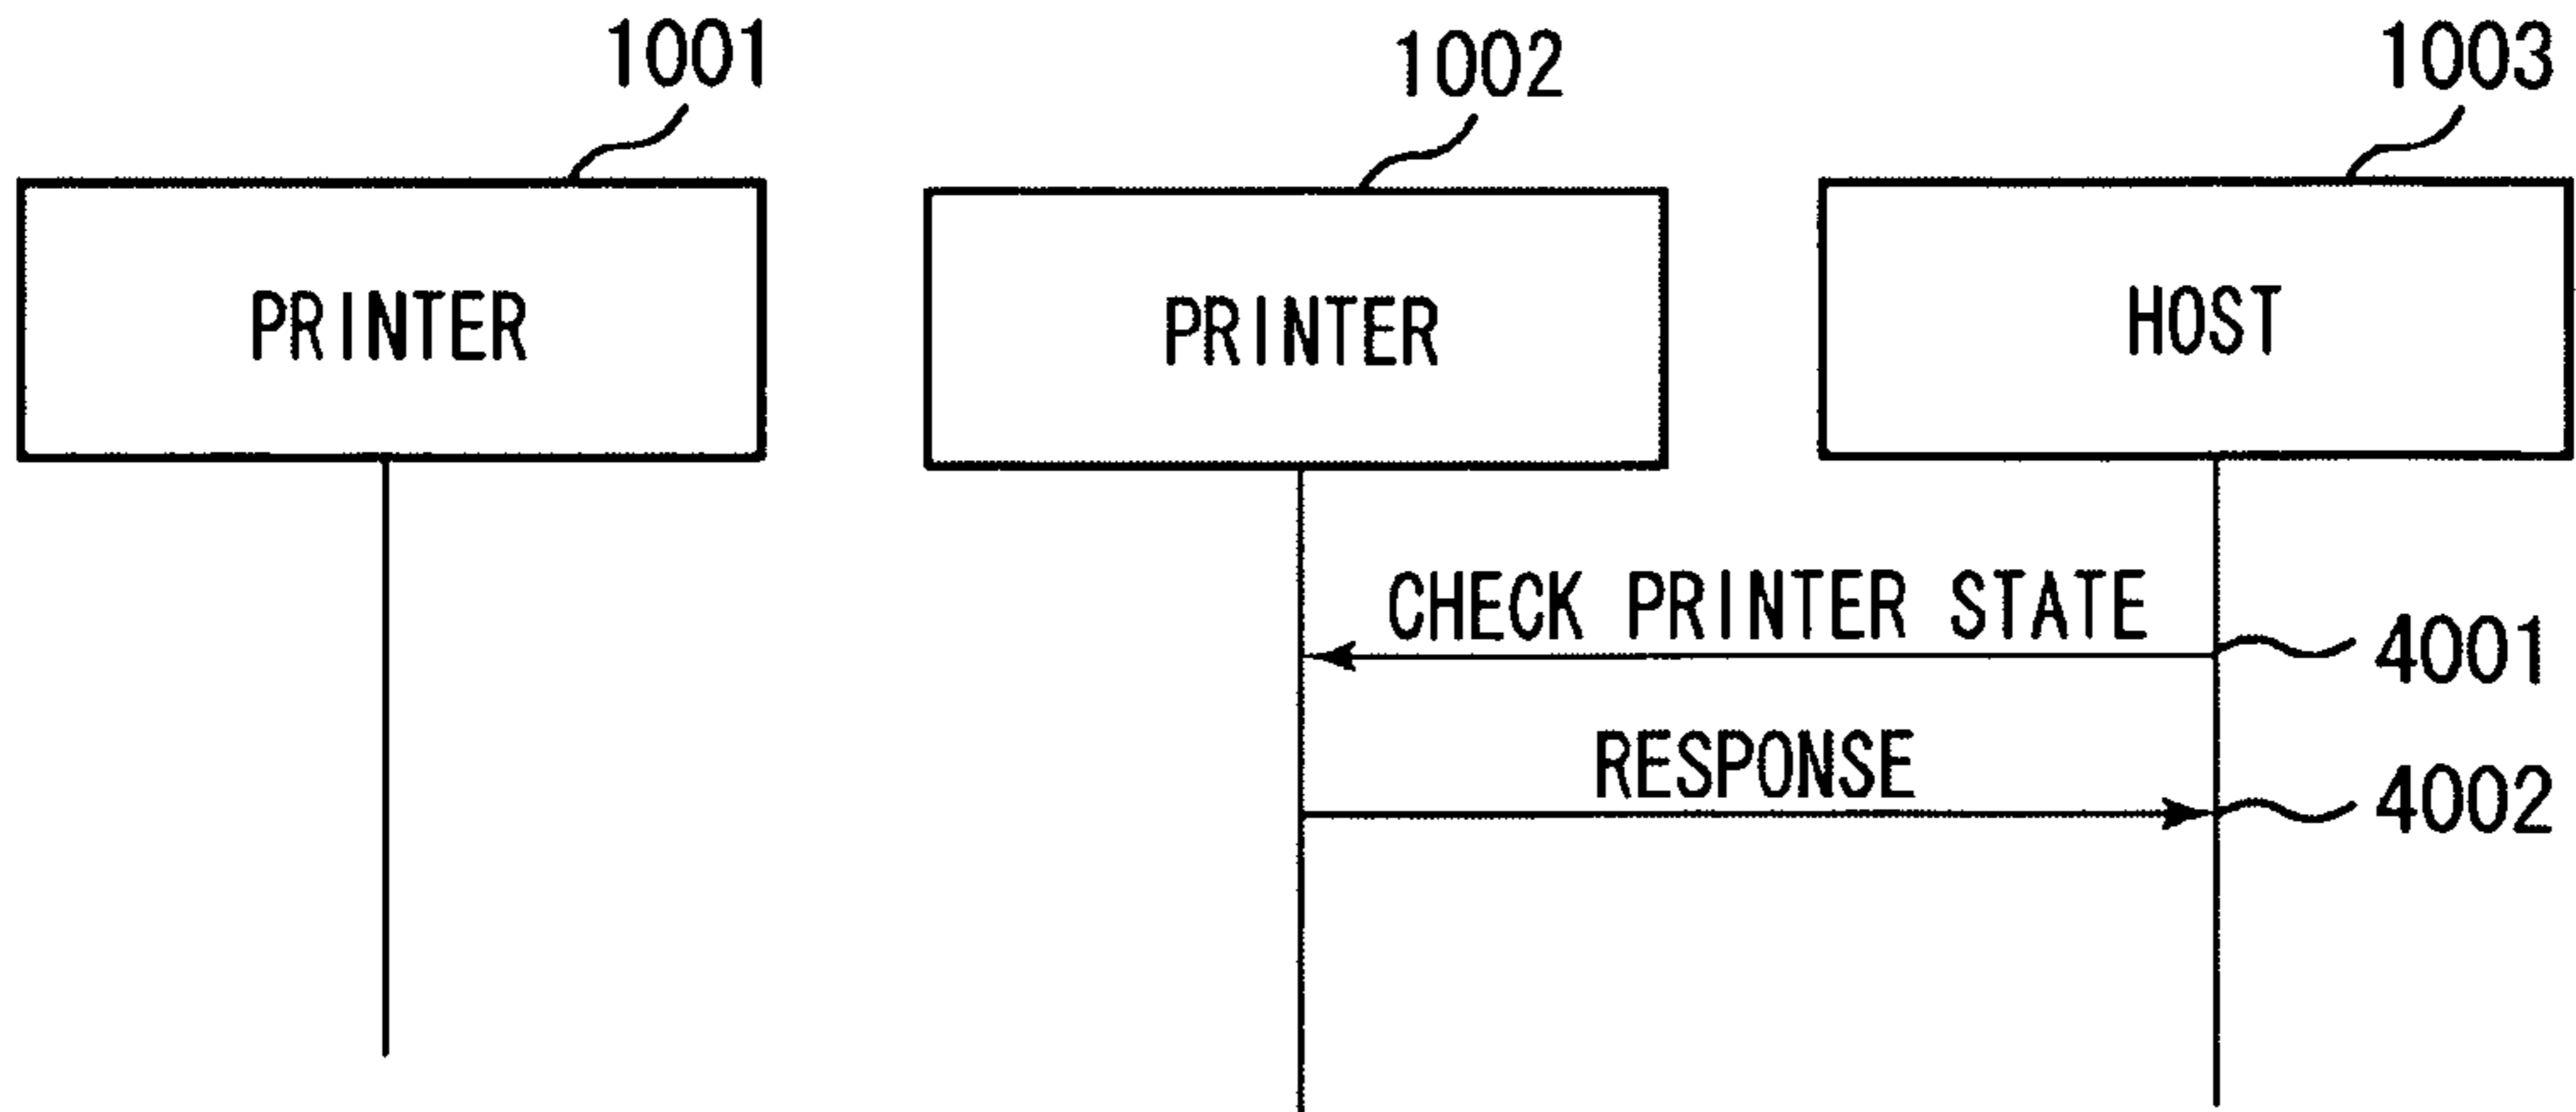 1001
1002
1003
PRINTER
PRINTER
HOST
CHECK PRINTER STATE
4001
RESPONSE
4002